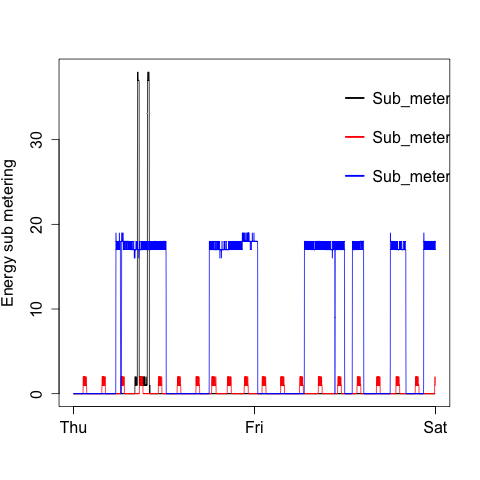 Energy sub metering
30
20
10
0
Thu
Fri
Sat
Sub_meter
Sub_meter
Sub_meter